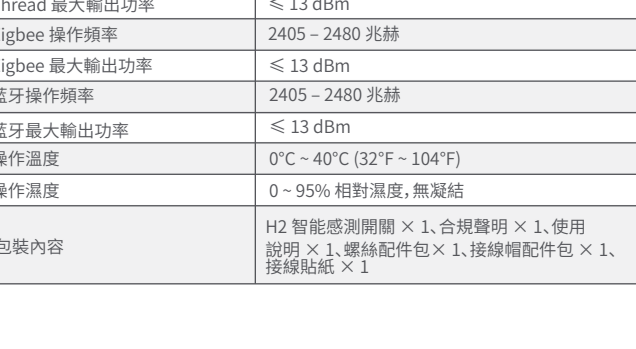 hread 最大輸出功率 ≤ 13 dBm
igbee 操作頻率 2405 – 2480 兆赫
igbee 最大輸出功率 ≤ 13 dBm
藍牙操作頻率 2405 – 2480 兆赫
藍牙最大輸出功率 ≤ 13 dBm
操作溫度 0°C ~ 40°C (32°F ~ 104°F)
操作濕度 0 ~ 95% 相對濕度，無凝結
包裝內容
H2 智能感測開關 × 1、合規聲明 × 1、使用
說明 × 1、螺絲配件包× 1、接線帽配件包 × 1、
接線貼紙 × 1